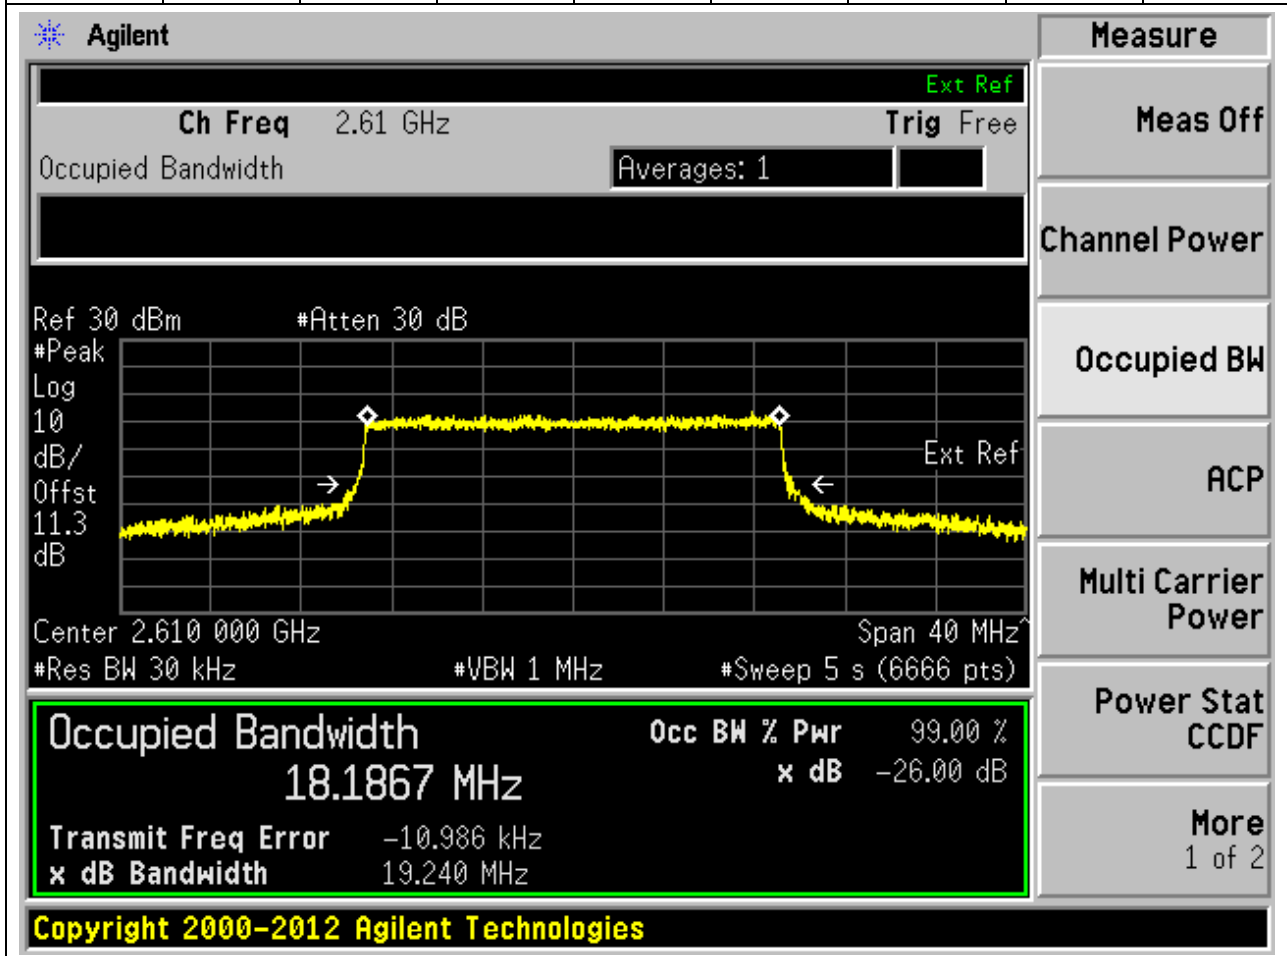 Agilent
Measure
Ext Ref
Ch Freq 2.61 GHz Trig Free
Meas Off
Occupied Bandwidth Averages: 1
Channel Power
Ref 30 dBm #Atten 30 dB
#Peak
Log
10
dB/
Offst
11.3
dB
Ext Ref
Occupied BW
ACP
Center 2.610 000 GHz Span 40 MHz^
#Res BW 30 kHz #VBW 1 MHz #Sweep 5 s (6666 pts)
Multi Carrier
Power
Occupied Bandwidth Occ BW % Pwr 99.00 %
18.1867 MHz x dB -26.00 dB
Transmit Freq Error -10.986 kHz
x dB Bandwidth 19.240 MHz
Power Stat
CCDF
More
1 of 2
Copyright 2000-2012 Agilent Technologies